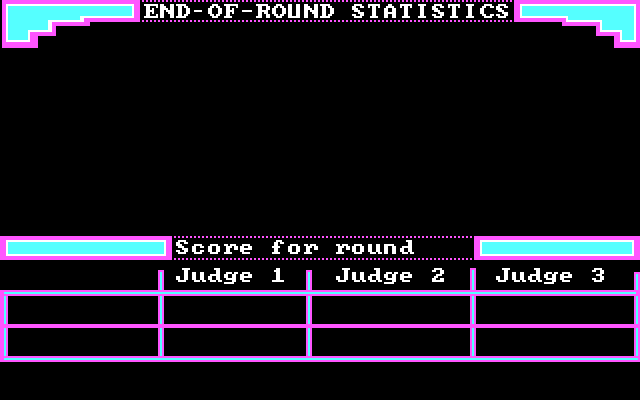 END-OF-ROUND STATISTICS
Score for round
Judge 1 Judge 2 Judge 3